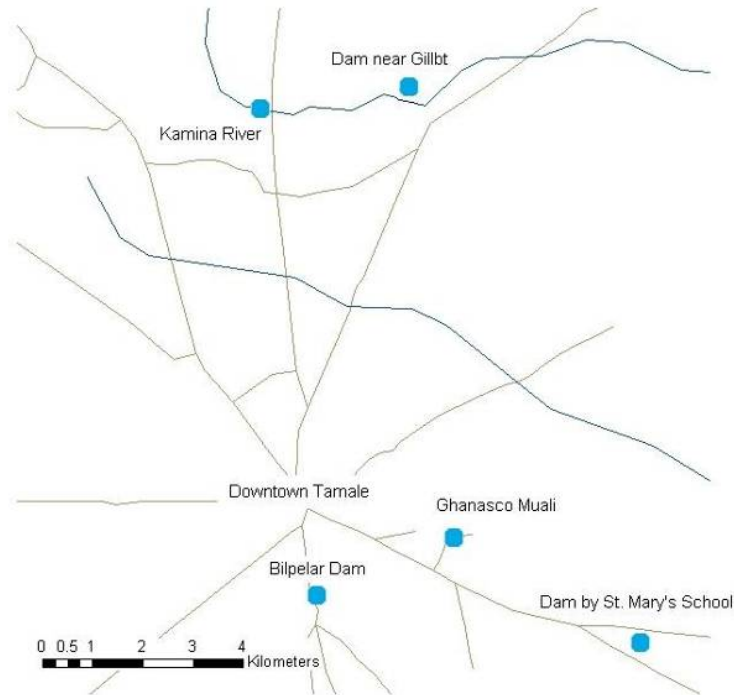 Dam near Gillbt
Kamina River
Downtown Tamale
Ghanasco Muali
Bilpelar Dam
Dam by St. Mary's School
0 0.5 1 2 3 4
Kilometers